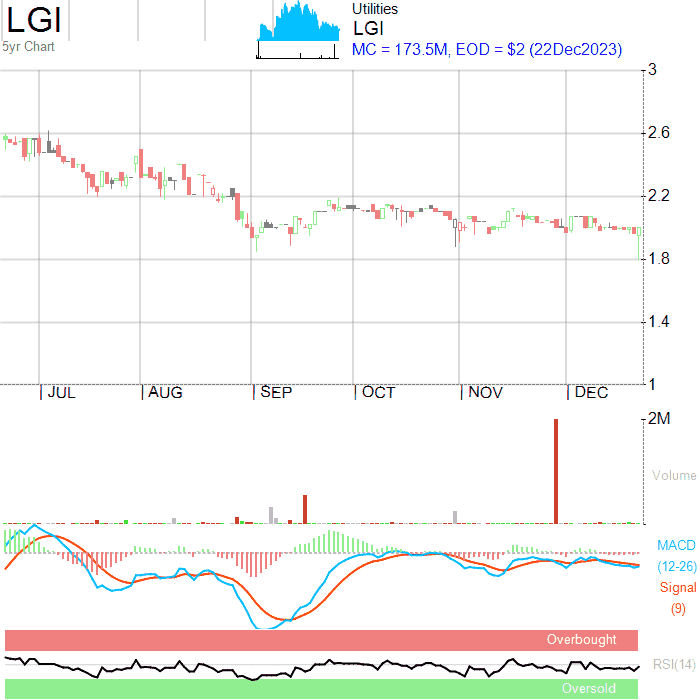 LGI
5yr Chart
Utilities
LGI
MC = 173.5M, EOD = $2 (22Dec2023)
3
2.6
2.2
1.8
1.4
1
JUL AUG SEP OCT NOV DEC
2M
Volume
MACD
(12-26)
Signal
(9)
Overbought
RSI(14)
Oversold